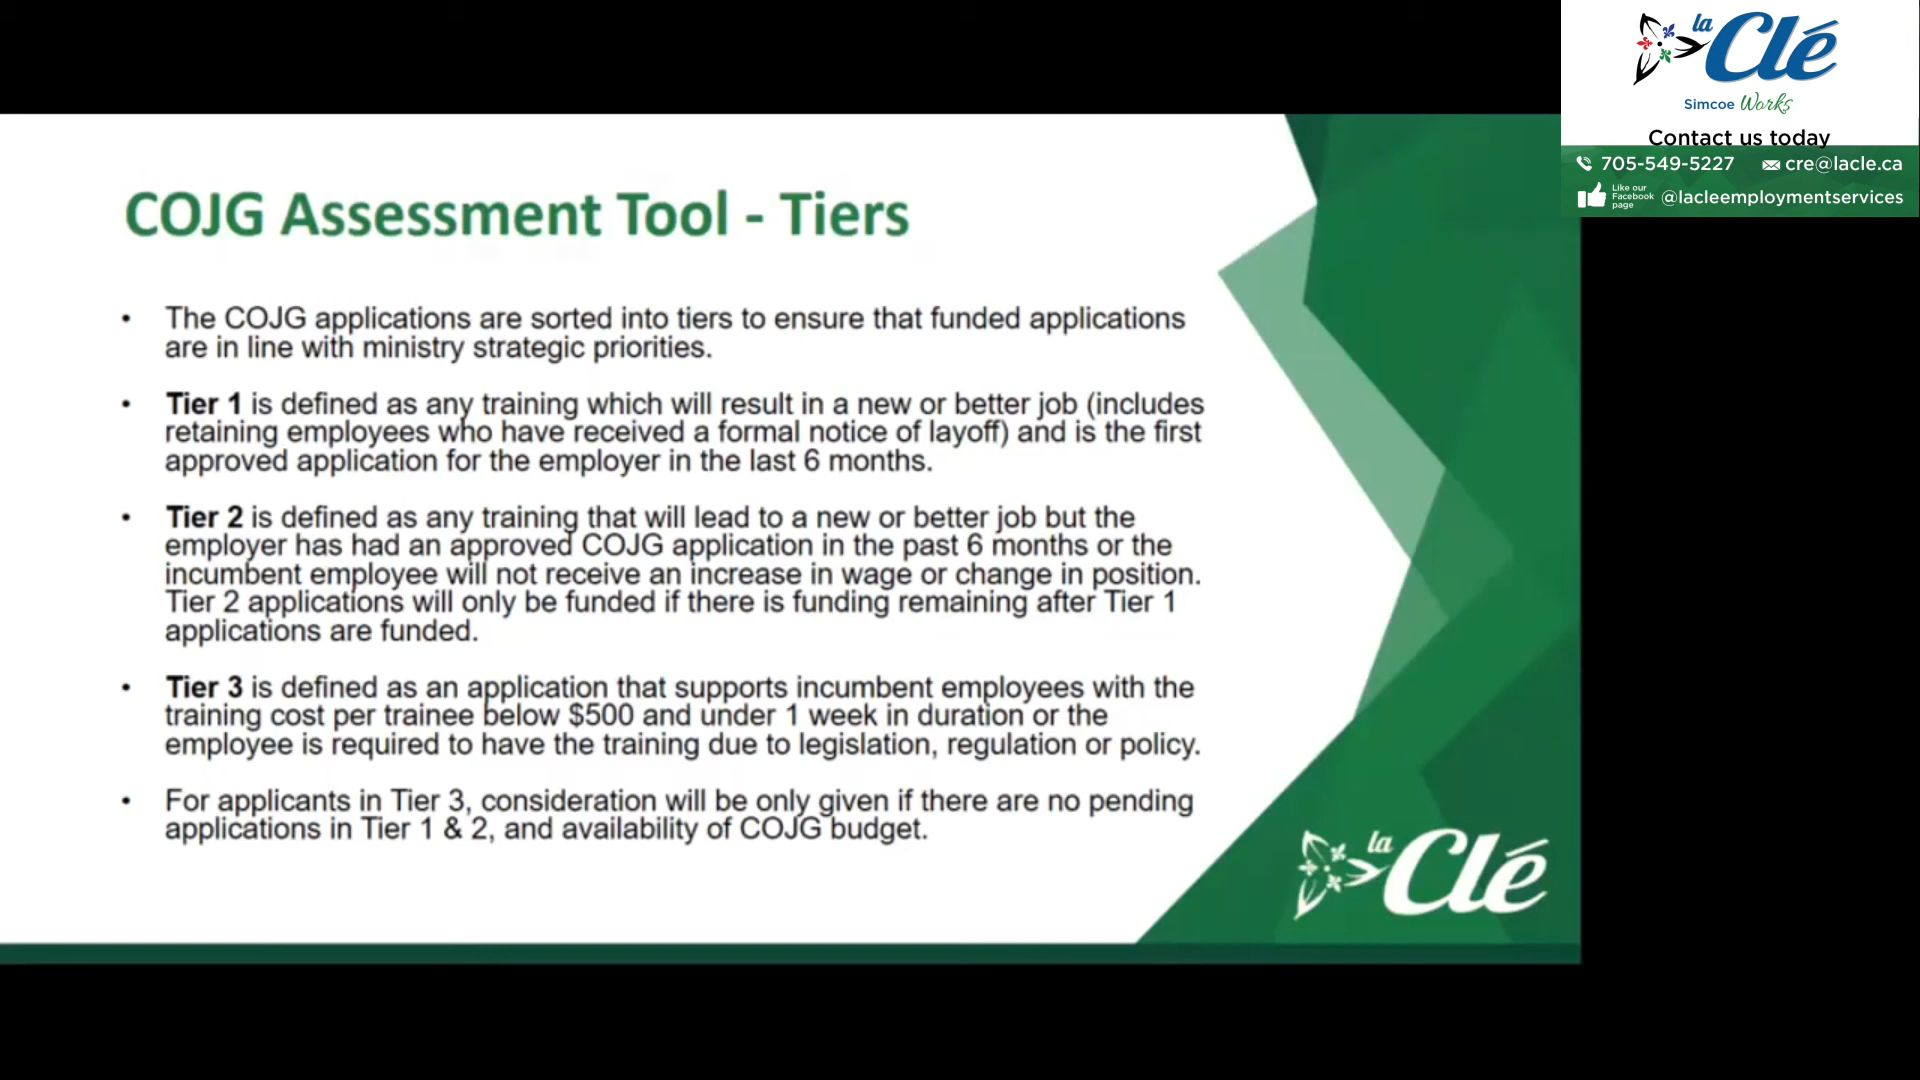 la Clé
Simcoe Works
Contact us today
705-549-5227 cre@lacle.ca
Like our
Facebook
page
@lacleemploymentservices
COJG Assessment Tool - Tiers
• The COJG applications are sorted into tiers to ensure that funded applications
are in line with ministry strategic priorities.
• Tier 1 is defined as any training which will result in a new or better job (includes
retaining employees who have received a formal notice of layoff) and is the first
approved application for the employer in the last 6 months.
• Tier 2 is defined as any training that will lead to a new or better job but the
employer has had an approved COJG application in the past 6 months or the
incumbent employee will not receive an increase in wage or change in position.
Tier 2 applications will only be funded if there is funding remaining after Tier 1
applications are funded.
• Tier 3 is defined as an application that supports incumbent employees with the
training cost per trainee below $500 and under 1 week in duration or the
employee is required to have the training due to legislation, regulation or policy.
• For applicants in Tier 3, consideration will be only given if there are no pending
applications in Tier 1 & 2, and availability of COJG budget.
la Clé